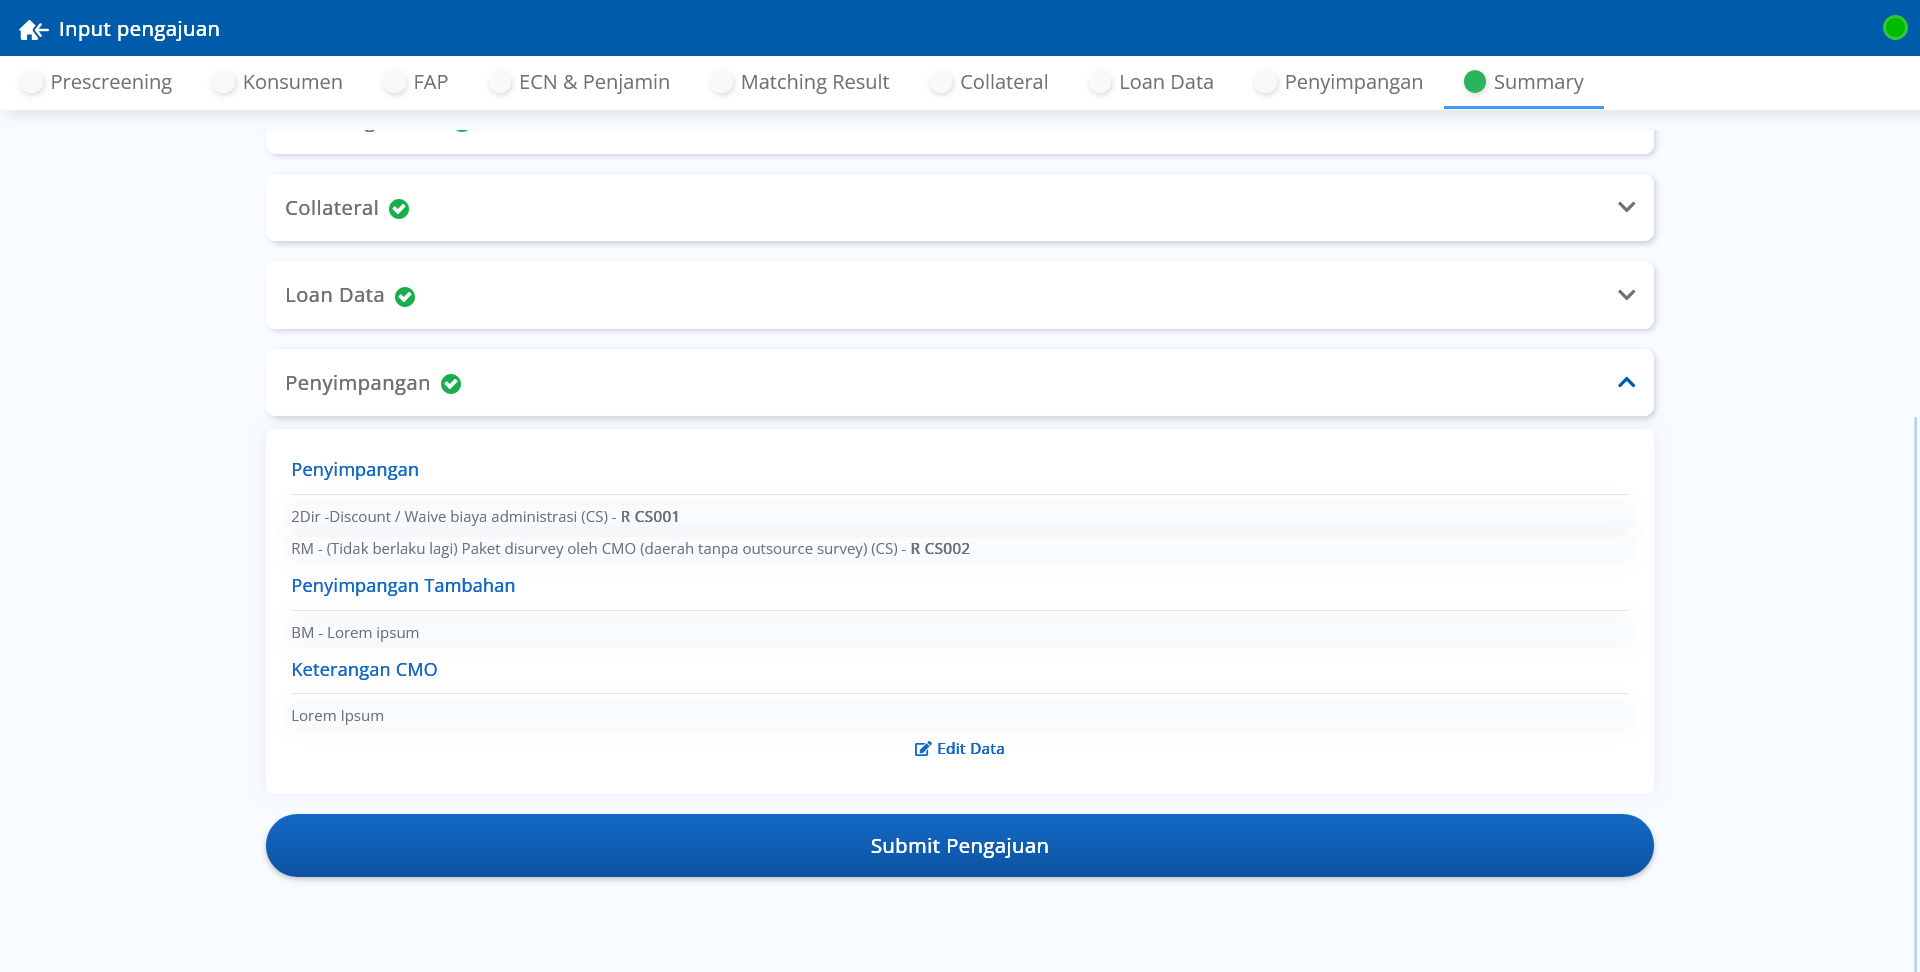 Input pengajuan
Prescreening
Konsumen
FAP
ECN & Penjamin
Matching Result
Collateral
Loan Data
Penyimpangan
Summary
Collateral
Loan Data
Penyimpangan
Penyimpangan
2Dir -Discount / Waive biaya administrasi (CS) - R CS001
RM - (Tidak berlaku lagi) Paket disurvey oleh CMO (daerah tanpa outsource survey) (CS) - R CS002
Penyimpangan Tambahan
BM - Lorem ipsum
Keterangan CMO
Lorem Ipsum
Edit Data
Submit Pengajuan